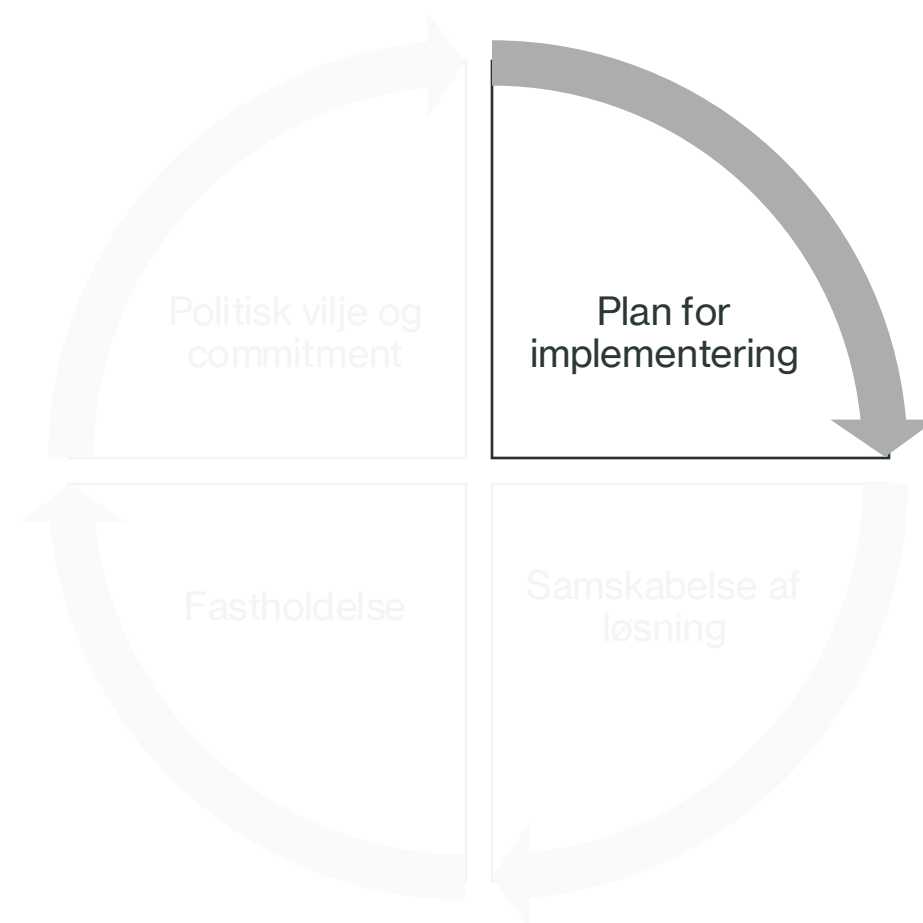 Politisk vilje og
commitment
Plan for
implementering
Fastholdelse
Samskabelse af
løsning